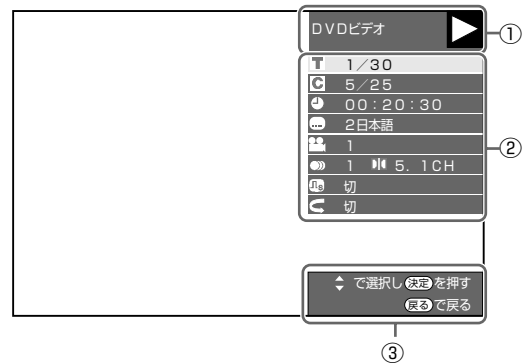 DVDビデオ
①
T 1／30
C 5／25
00：20：30
2日本語
1
1 5．1CH
切
切
②
で選択し 決定 を押す
戻る で戻る
③